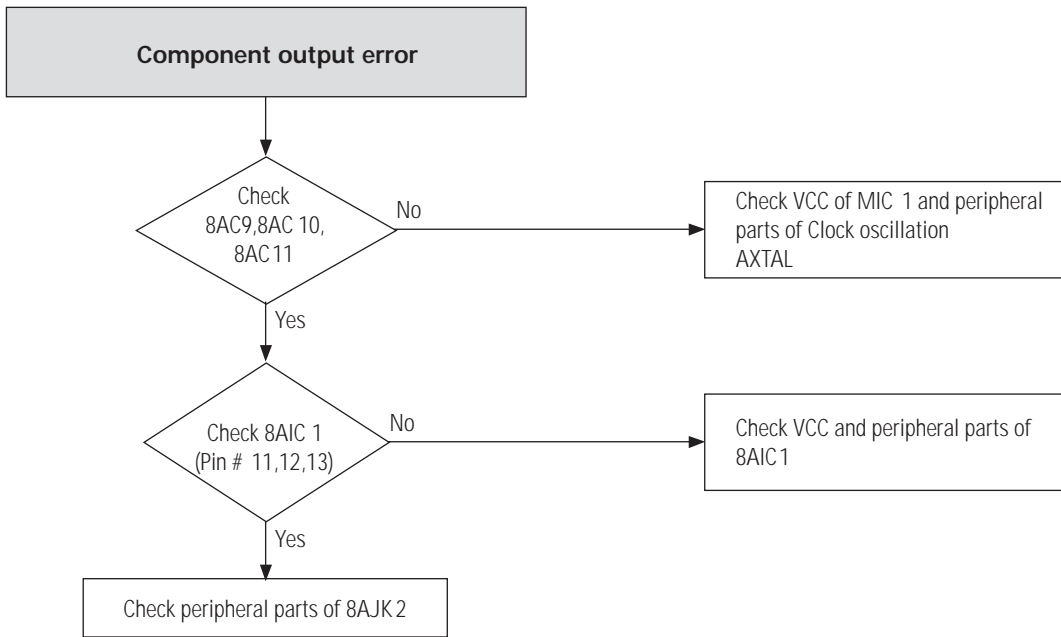 Component output error
Check
8AC9,8AC 10,
8AC11
No
Check VCC of MIC 1 and peripheral
parts of Clock oscillation
AXTAL
Yes
Check 8AIC 1
(Pin # 11,12,13)
No
Check VCC and peripheral parts of
8AIC1
Yes
Check peripheral parts of 8AJK2